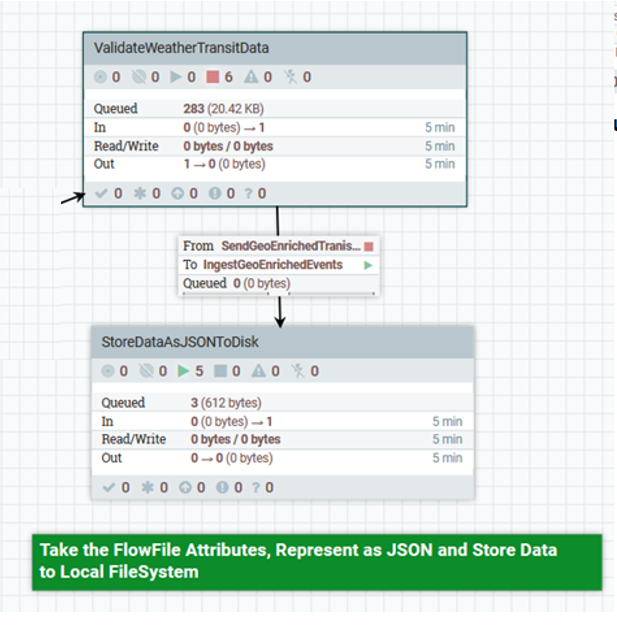 ValidateWeatherTransitData
0 0 0 6 0 0
Queued 283 (20.42 KB)
In 0 (0 bytes) → 1 5 min
Read/Write 0 bytes / 0 bytes 5 min
Out 1 → 0 (0 bytes) 5 min
0 0 0 0 ? 0
From SendGeoEnrichedTranis...
To IngestGeoEnrichedEvents
Queued 0 (0 bytes)
StoreDataAsJSONToDisk
0 0 5 0 0 0
Queued 3 (612 bytes)
In 0 (0 bytes) → 1 5 min
Read/Write 0 bytes / 0 bytes 5 min
Out 0 → 0 (0 bytes) 5 min
0 0 0 0 ? 0
Take the FlowFile Attributes, Represent as JSON and Store Data
to Local FileSystem